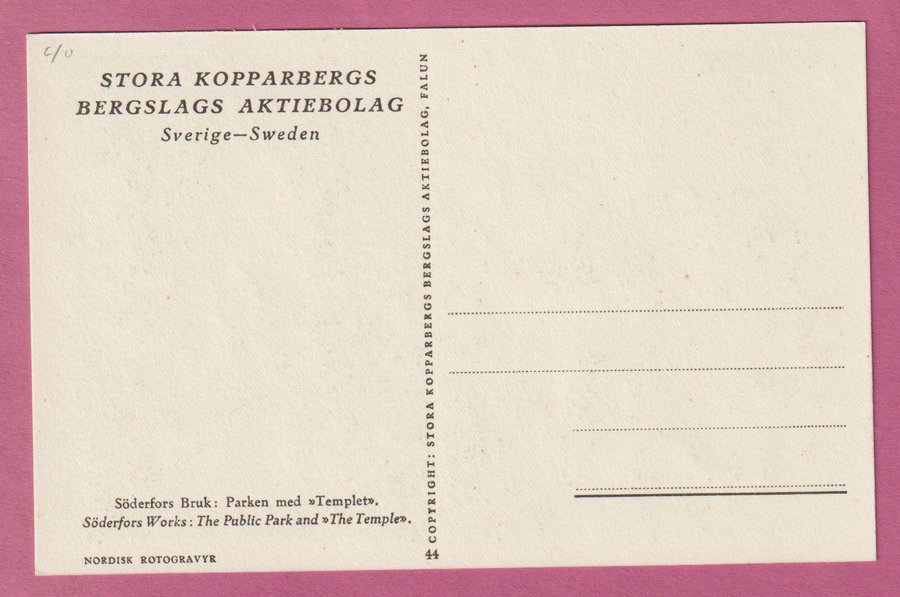 c/o
STORA KOPPARBERGS
BERGSLAGS AKTIEBOLAG
Sverige—Sweden
COPYRIGHT: STORA KOPPARBERGS BERGSLAGS AKTIEBOLAG, FALUN
Söderfors Bruk: Parken med »Templet».
Söderfors Works: The Public Park and »The Temple».
NORDISK ROTOGRAVYR
44